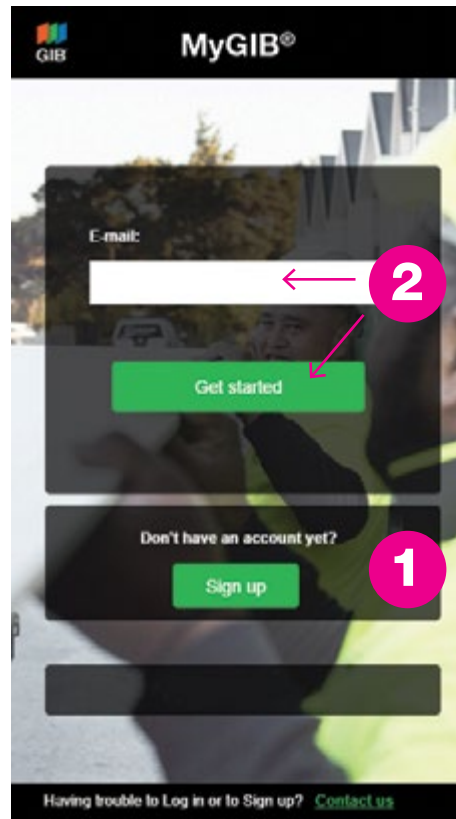 GIB
MyGIB®
E-mail:
2
Get started
Don't have an account yet?
1
Sign up
Having trouble to Log in or to Sign up? Contact us